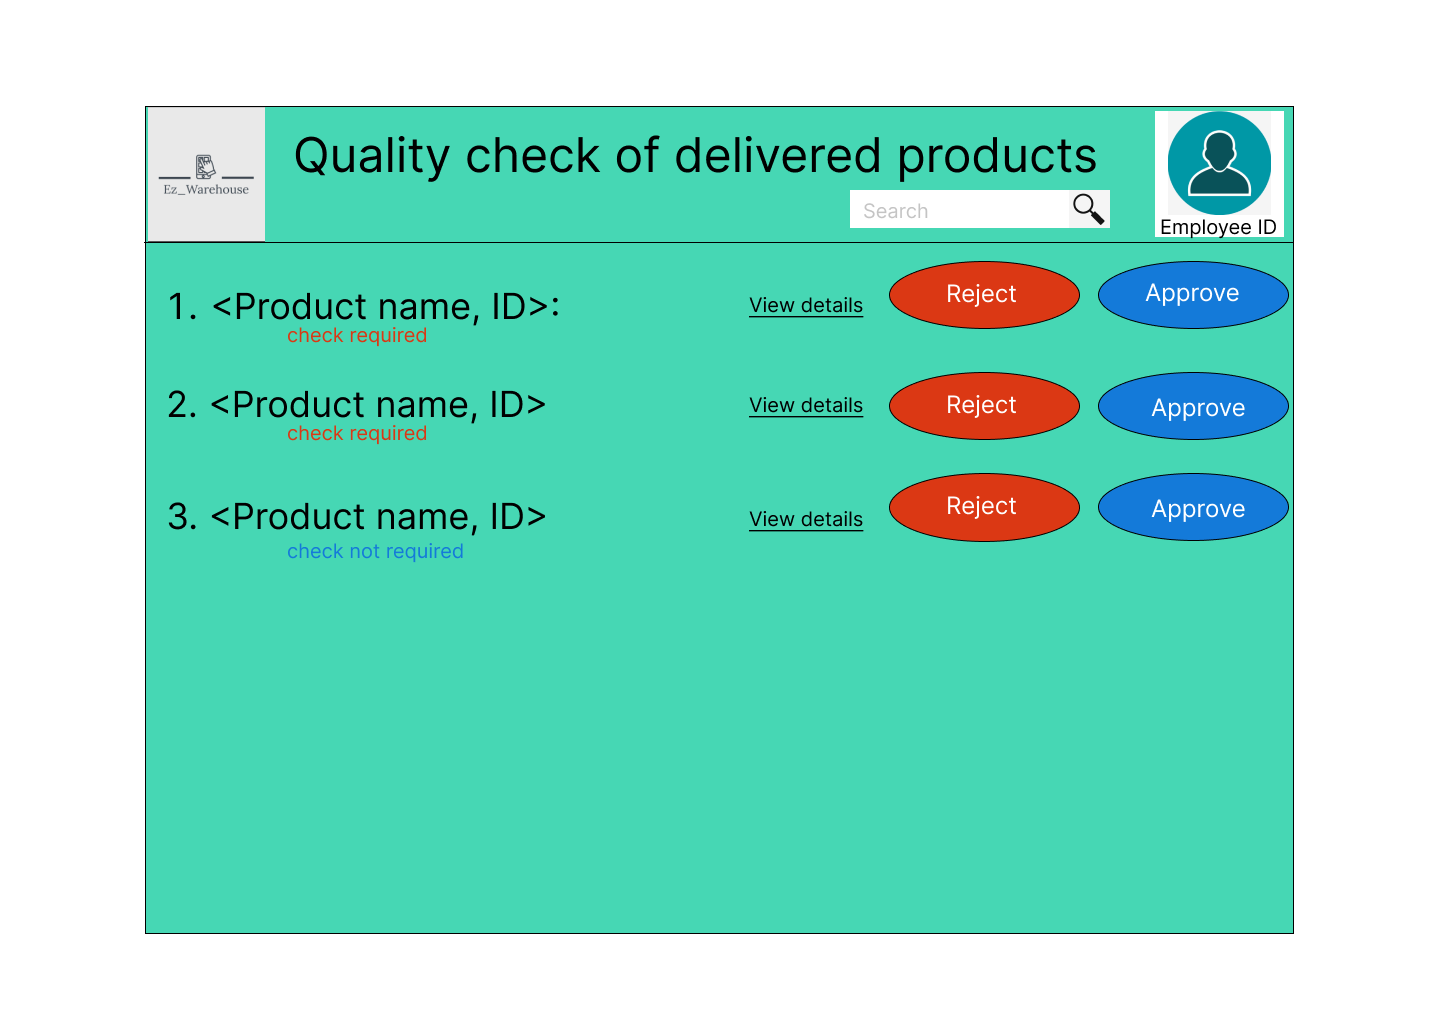 Ez_Warehouse
Quality check of delivered products
Search
Employee ID
1. <Product name, ID>:
check required
View details
Reject
Approve
2. <Product name, ID>
check required
View details
Reject
Approve
3. <Product name, ID>
check not required
View details
Reject
Approve